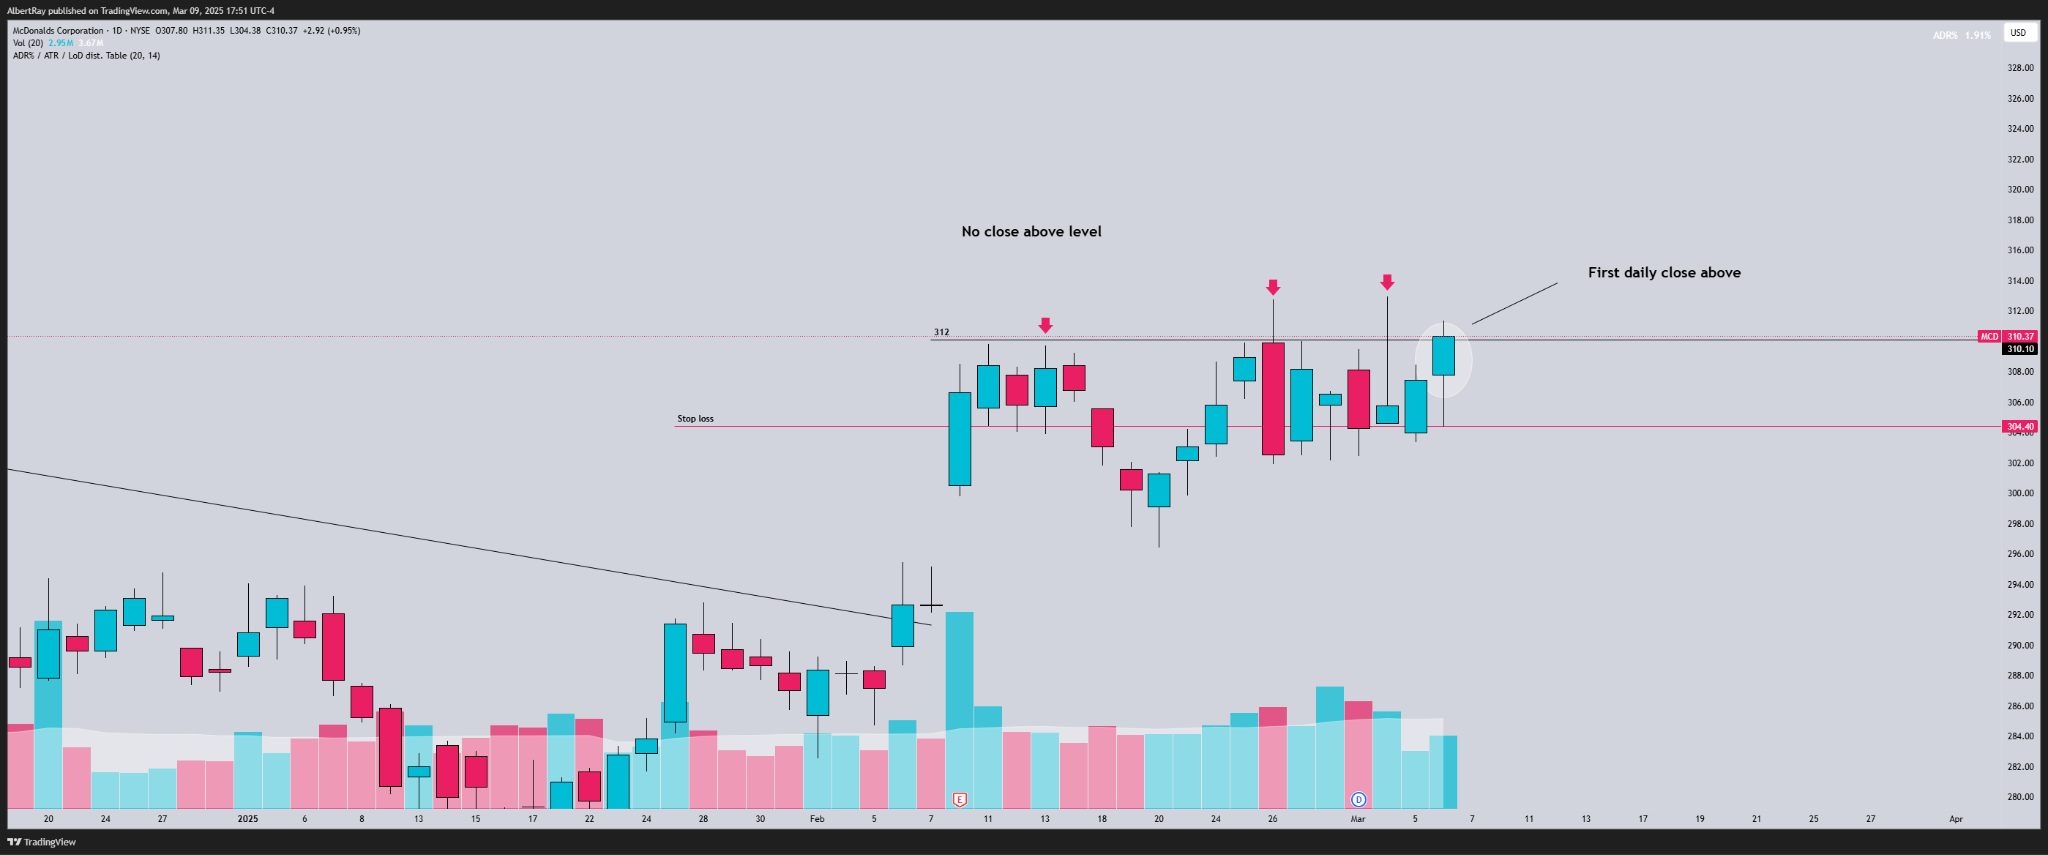 AlbertRay published on TradingView.com, Mar 09, 2025 17:51 UTC-4
McDonalds Corporation · 1D · NYSE O307.80 H311.35 L304.38 C310.37 +2.92 (+0.95%)
Vol (20) 2.95M 3.67M
ADR% / ATR / LoD dist. Table (20, 14)
ADR% 1.91%
USD
328.00
326.00
324.00
322.00
320.00
318.00
No close above level
316.00
First daily close above
314.00
312.00
312
MCD 310.37
310.10
308.00
306.00
Stop loss
304.40
304.00
302.00
300.00
298.00
296.00
294.00
292.00
290.00
288.00
286.00
284.00
282.00
280.00
E
D
20 24 27 2025 6 8 13 15 17 22 24 28 30 Feb 5 7 11 13 18 20 24 26 Mar 5 7 11 13 17 19 21 25 27 Apr
TradingView